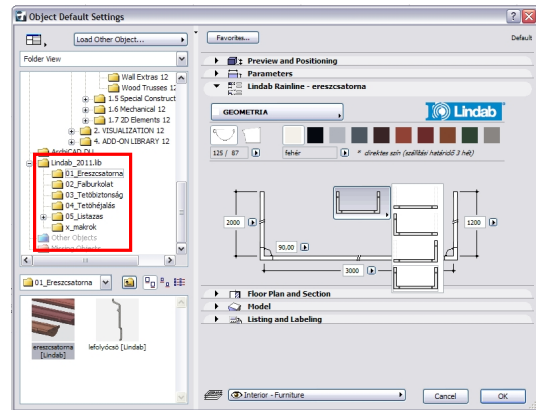 Object Default Settings
Load Other Object...
Favorites...
Default
Folder View
Wall Extras 12
Wood Trusses 12
1.5 Special Construct
1.6 Mechanical 12
1.7 2D Elements 12
2. VISUALIZATION 12
4. ADD-ON LIBRARY 12
ArchiCAD DU
Lindab_2011.lib
01_Ereszcsatorna
02_Falburkolat
03_Tetőbiztonság
04_Tetőhéjalás
05_Listazas
x_makrok
Other Objects
Missing Objects
01_Ereszcsatorna
ereszcsatorna [Lindab]
lefolyócső [Lindab]
Preview and Positioning
Parameters
Lindab Rainline - ereszcsatorna
GEOMETRIA
Lindab
125 / 87
fehér
* direktes szín (szállítási határidő 3 hét)
2000
90.00
3000
1200
Floor Plan and Section
Model
Listing and Labeling
Interior - Furniture
Cancel
OK